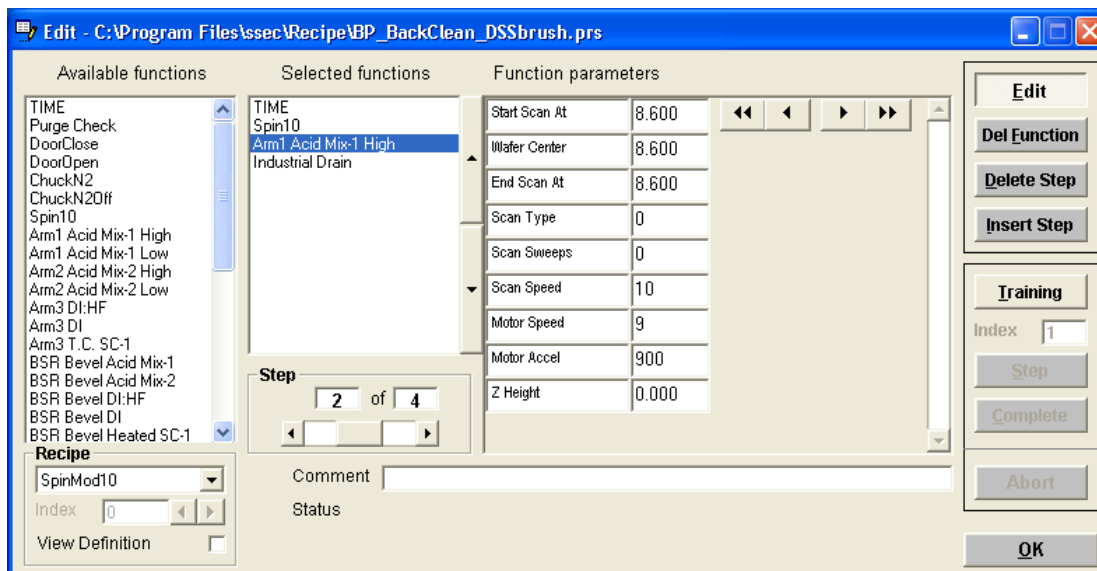 Edit - C:\Program Files\ssec\Recipe\BP_BackClean_DSSbrush.prs
Available functions
TIME
Purge Check
DoorClose
DoorOpen
ChuckN2
ChuckN2Off
Spin10
Arm1 Acid Mix-1 High
Arm1 Acid Mix-1 Low
Arm2 Acid Mix-2 High
Arm2 Acid Mix-2 Low
Arm3 DI:HF
Arm3 DI
Arm3 T.C. SC-1
BSR Bevel Acid Mix-1
BSR Bevel Acid Mix-2
BSR Bevel DI:HF
BSR Bevel DI
BSR Bevel Heated SC-1
Recipe
SpinMod10
Index 0
View Definition
Selected functions
TIME
Spin10
Arm1 Acid Mix-1 High
Industrial Drain
Step
2 of 4
Function parameters
Start Scan At 8.600
Wafer Center 8.600
End Scan At 8.600
Scan Type 0
Scan Sweeps 0
Scan Speed 10
Motor Speed 9
Motor Accel 900
Z Height 0.000
Comment
Status
Edit
Del Function
Delete Step
Insert Step
Training
Index 1
Step
Complete
Abort
OK